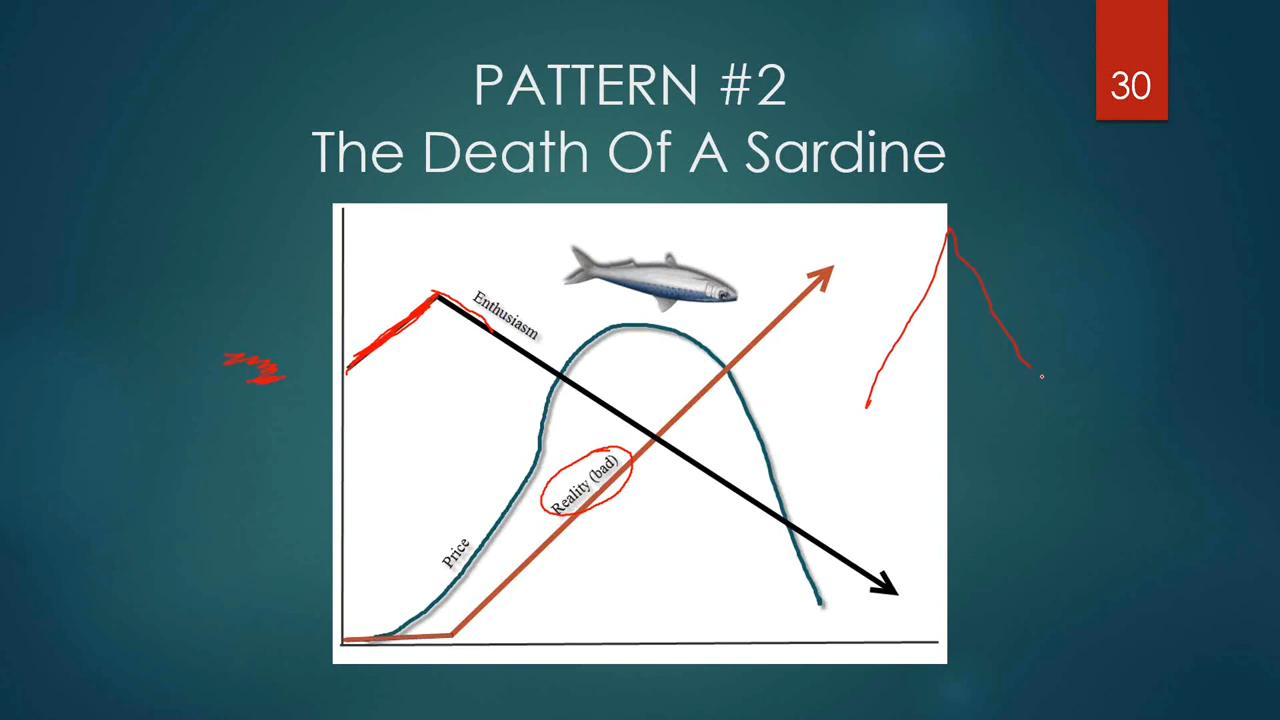 PATTERN #2
The Death Of A Sardine
30
Enthusiasm
Reality (bad)
Price